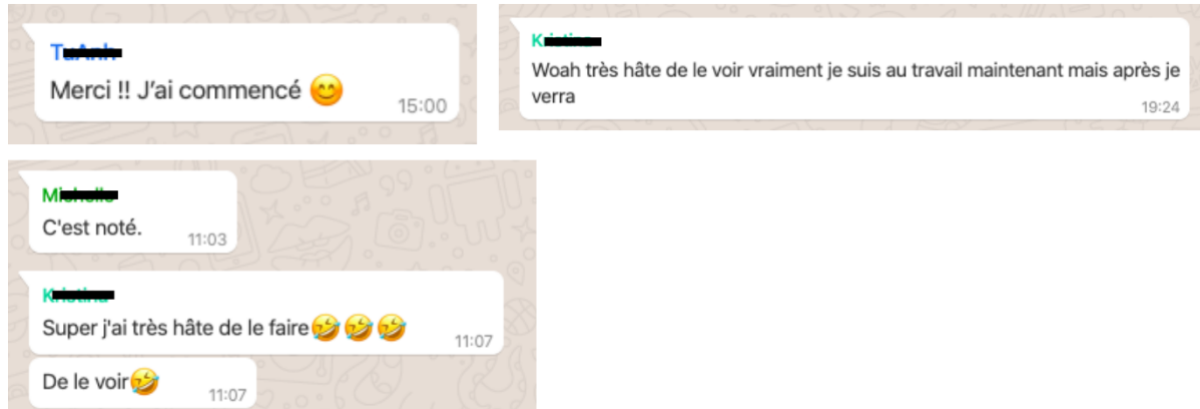 Merci !! J'ai commencé 😊
15:00
Woah très hâte de le voir vraiment je suis au travail maintenant mais après je
verra
19:24
C'est noté.
11:03
Super j'ai très hâte de le faire🤣🤣🤣
11:07
De le voir🤣
11:07